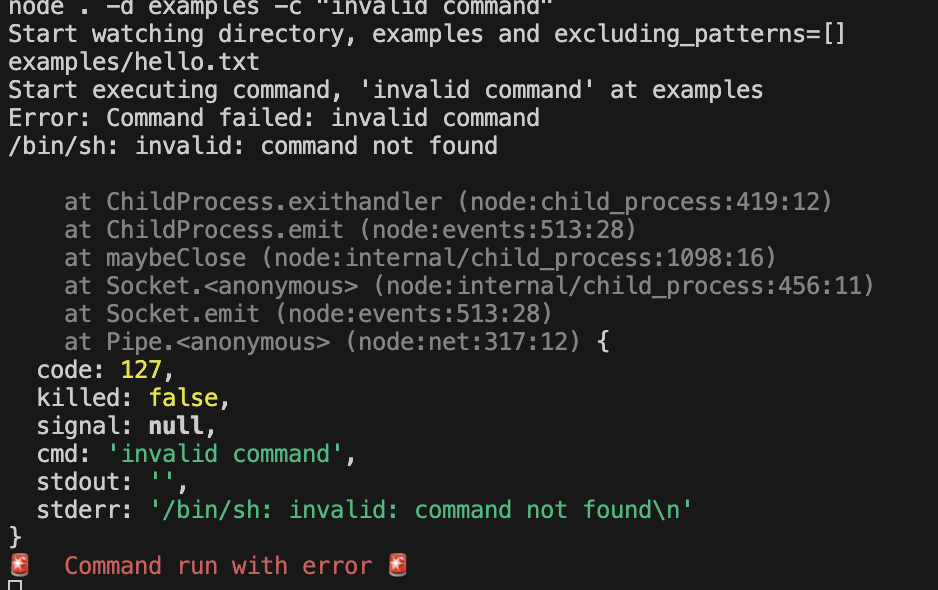 node . -d examples -c "invalid command"
Start watching directory, examples and excluding_patterns=[]
examples/hello.txt
Start executing command, 'invalid command' at examples
Error: Command failed: invalid command
/bin/sh: invalid: command not found
at ChildProcess.exithandler (node:child_process:419:12)
at ChildProcess.emit (node:events:513:28)
at maybeClose (node:internal/child_process:1098:16)
at Socket.<anonymous> (node:internal/child_process:456:11)
at Socket.emit (node:events:513:28)
at Pipe.<anonymous> (node:net:317:12) {
code: 127,
killed: false,
signal: null,
cmd: 'invalid command',
stdout: '',
stderr: '/bin/sh: invalid: command not found\n'
}
🚨 Command run with error 🚨